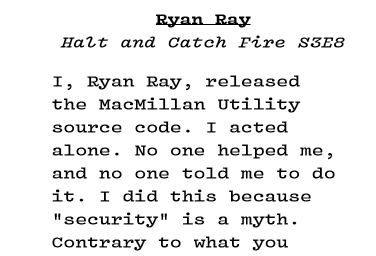 Ryan Ray
Halt and Catch Fire S3E8
I, Ryan Ray, released
the MacMillan Utility
source code. I acted
alone. No one helped me,
and no one told me to do
it. I did this because
"security" is a myth.
Contrary to what you